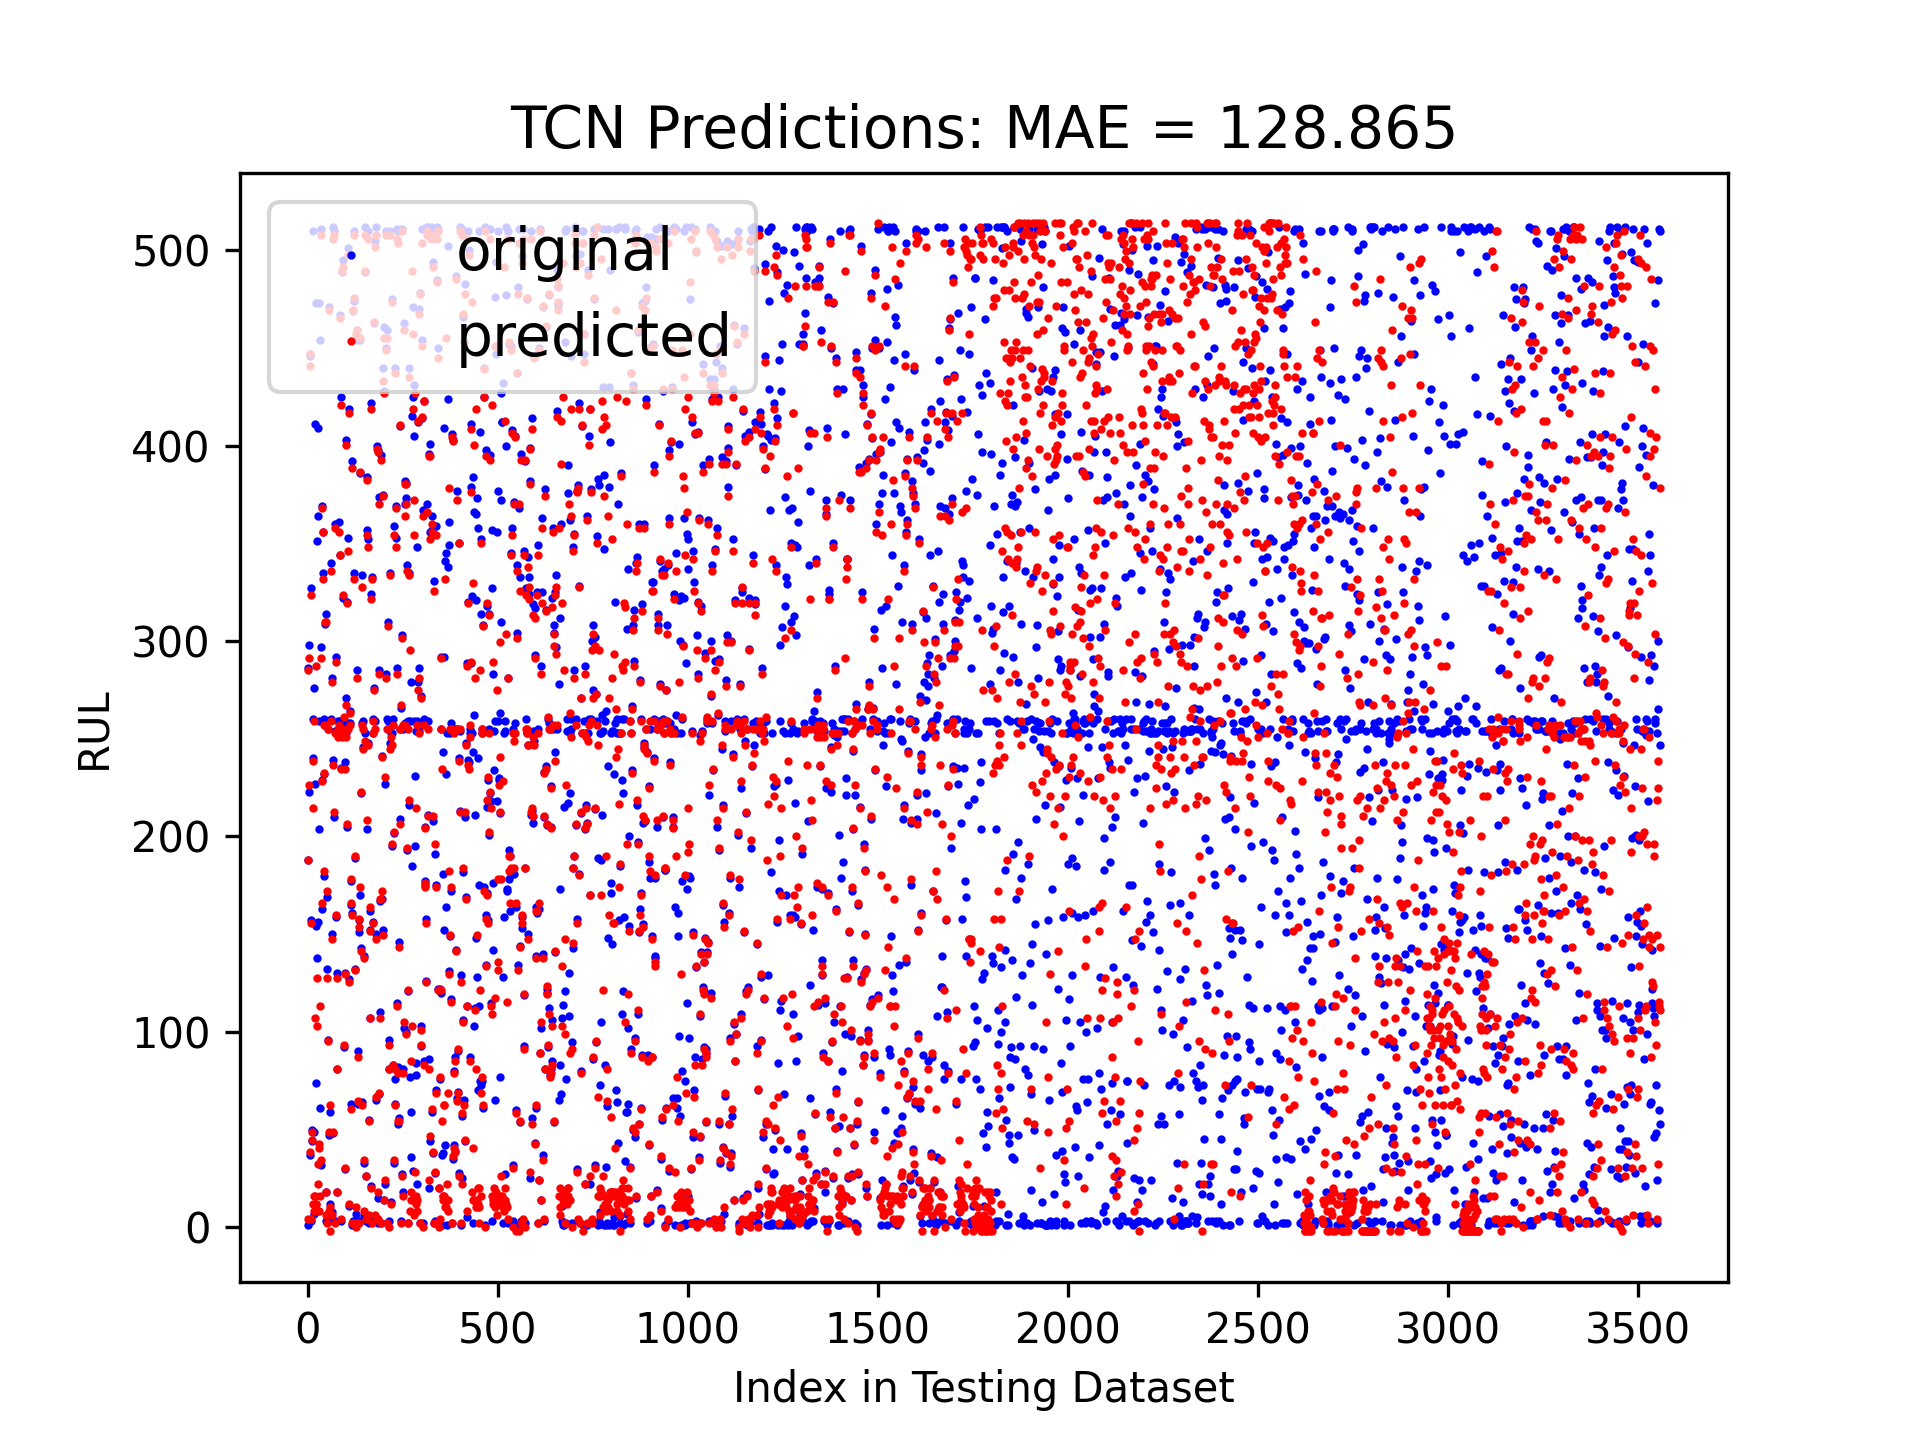 TCN Predictions: MAE = 128.865
original
predicted
500
400
300
200
100
0
RUL
0 500 1000 1500 2000 2500 3000 3500
Index in Testing Dataset